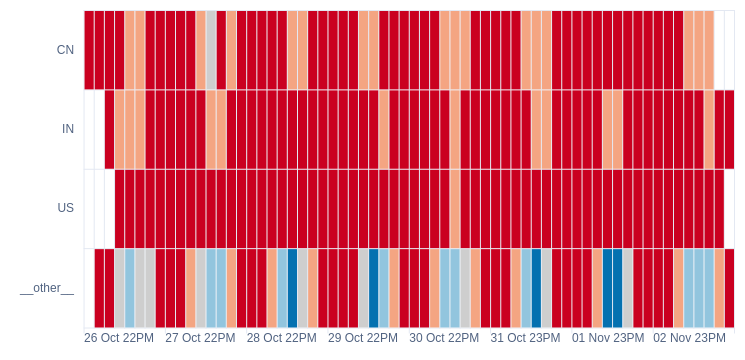 CN
IN
US
__other__
26 Oct 22PM 27 Oct 22PM 28 Oct 22PM 29 Oct 22PM 30 Oct 22PM 31 Oct 23PM 01 Nov 23PM 02 Nov 23PM